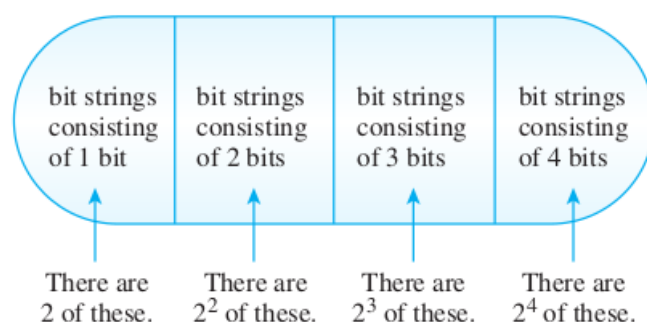 bit strings
consisting
of 1 bit
bit strings
consisting
of 2 bits
bit strings
consisting
of 3 bits
bit strings
consisting
of 4 bits
There are
2 of these.
There are
2² of these.
There are
2³ of these.
There are
2⁴ of these.